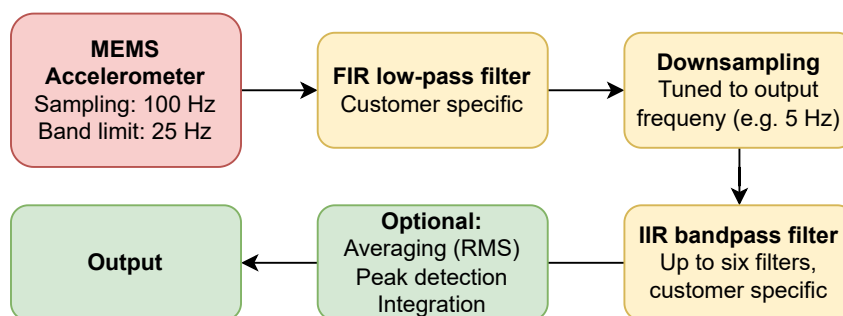 MEMS
Accelerometer
Sampling: 100 Hz
Band limit: 25 Hz
FIR low-pass filter
Customer specific
Downsampling
Tuned to output
frequeny (e.g. 5 Hz)
IIR bandpass filter
Up to six filters,
customer specific
Optional:
Averaging (RMS)
Peak detection
Integration
Output